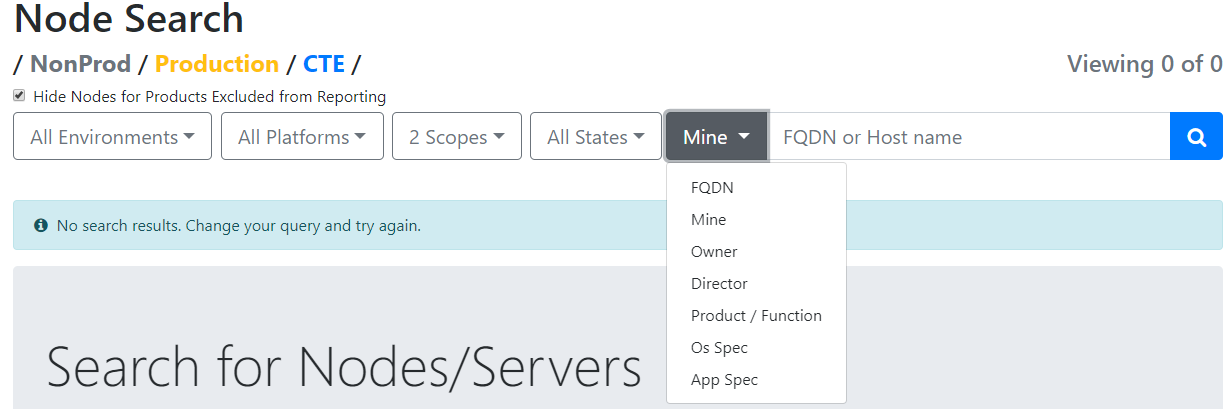 Node Search
/ NonProd / Production / CTE /
Viewing 0 of 0
Hide Nodes for Products Excluded from Reporting
All Environments All Platforms 2 Scopes All States Mine FQDN or Host name
FQDN
Mine
Owner
Director
Product / Function
Os Spec
App Spec
No search results. Change your query and try again.
Search for Nodes/Servers